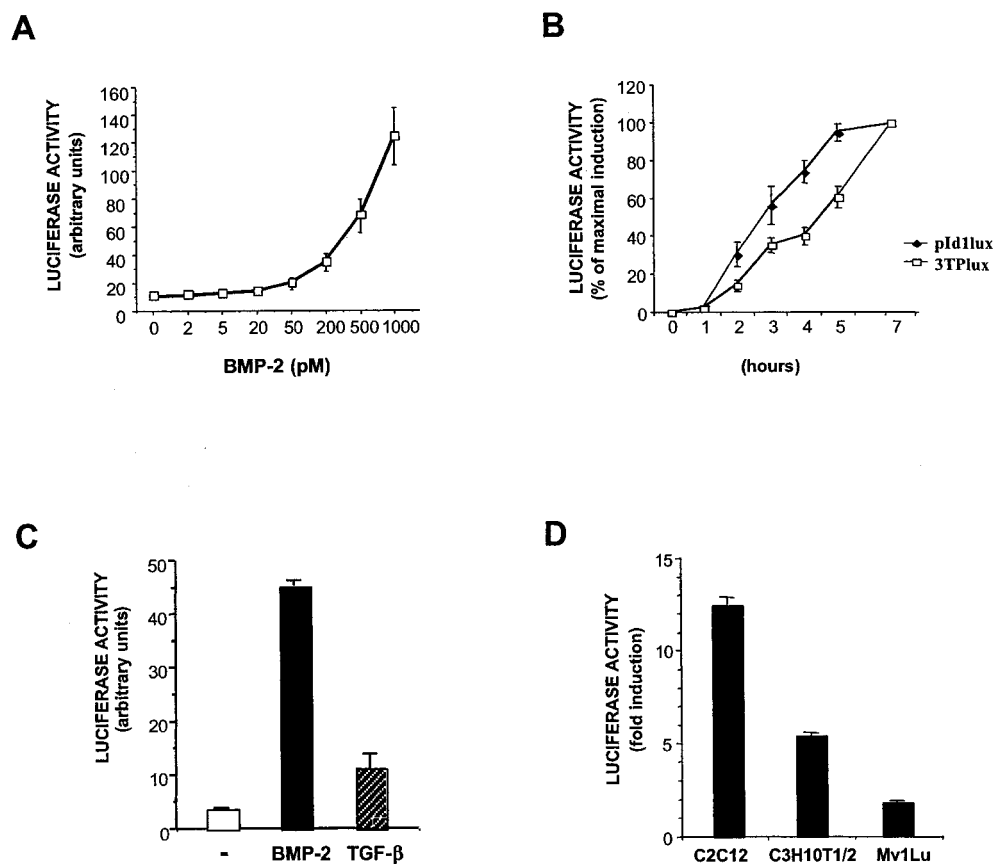 A
LUCIFERASE ACTIVITY
(arbitrary units)
160
140
120
100
80
60
40
20
0
0 2 5 20 50 200 500 1000
BMP-2 (pM)
B
LUCIFERASE ACTIVITY
(% of maximal induction)
120
100
80
60
40
20
0
0 1 2 3 4 5 7
(hours)
pId1lux
3TPlux
C
LUCIFERASE ACTIVITY
(arbitrary units)
50
40
30
20
10
0
- BMP-2 TGF-β
D
LUCIFERASE ACTIVITY
(fold induction)
15
10
5
0
C2C12 C3H10T1/2 Mv1Lu